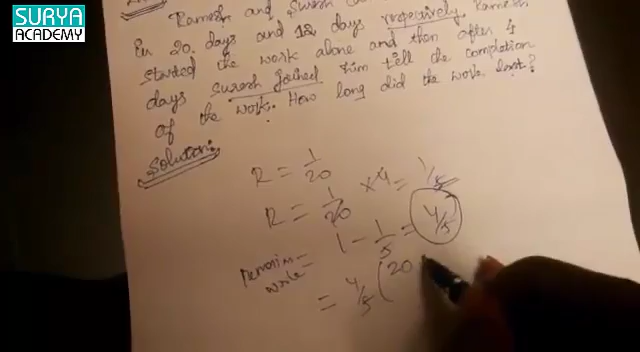 SURYA
ACADEMY
Ramesh and Suresh can
in 20. days and 12 days respecively. Ramesh
started the work alone and then after 4
days Suresh joined him till the completion
of the work. How long did the work last?
Solution:
R = 1/20
R = 1/20 × 4 = 1/5
Remaining work = 1 - 1/5 = 4/5
= 4/5 (20